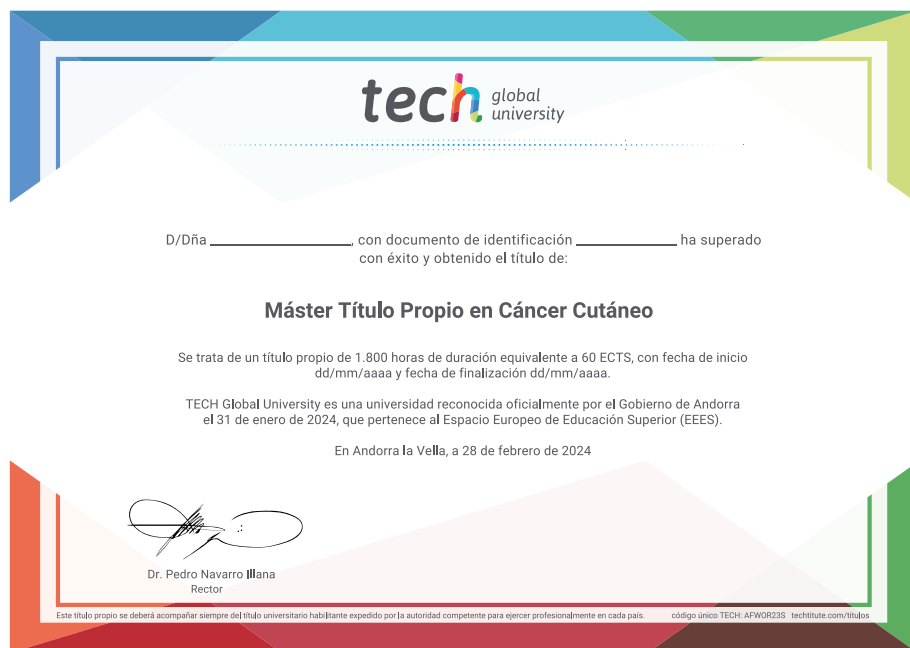 tech global university
D/Dña ______________, con documento de identificación __________ ha superado
con éxito y obtenido el título de:
Máster Título Propio en Cáncer Cutáneo
Se trata de un título propio de 1.800 horas de duración equivalente a 60 ECTS, con fecha de inicio
dd/mm/aaaa y fecha de finalización dd/mm/aaaa.
TECH Global University es una universidad reconocida oficialmente por el Gobierno de Andorra
el 31 de enero de 2024, que pertenece al Espacio Europeo de Educación Superior (EEES).
En Andorra la Vella, a 28 de febrero de 2024
Dr. Pedro Navarro Illana
Rector
Este título propio se deberá acompañar siempre del título universitario habilitante expedido por la autoridad competente para ejercer profesionalmente en cada país. código único TECH: AFWOR23S techtitute.com/titulos